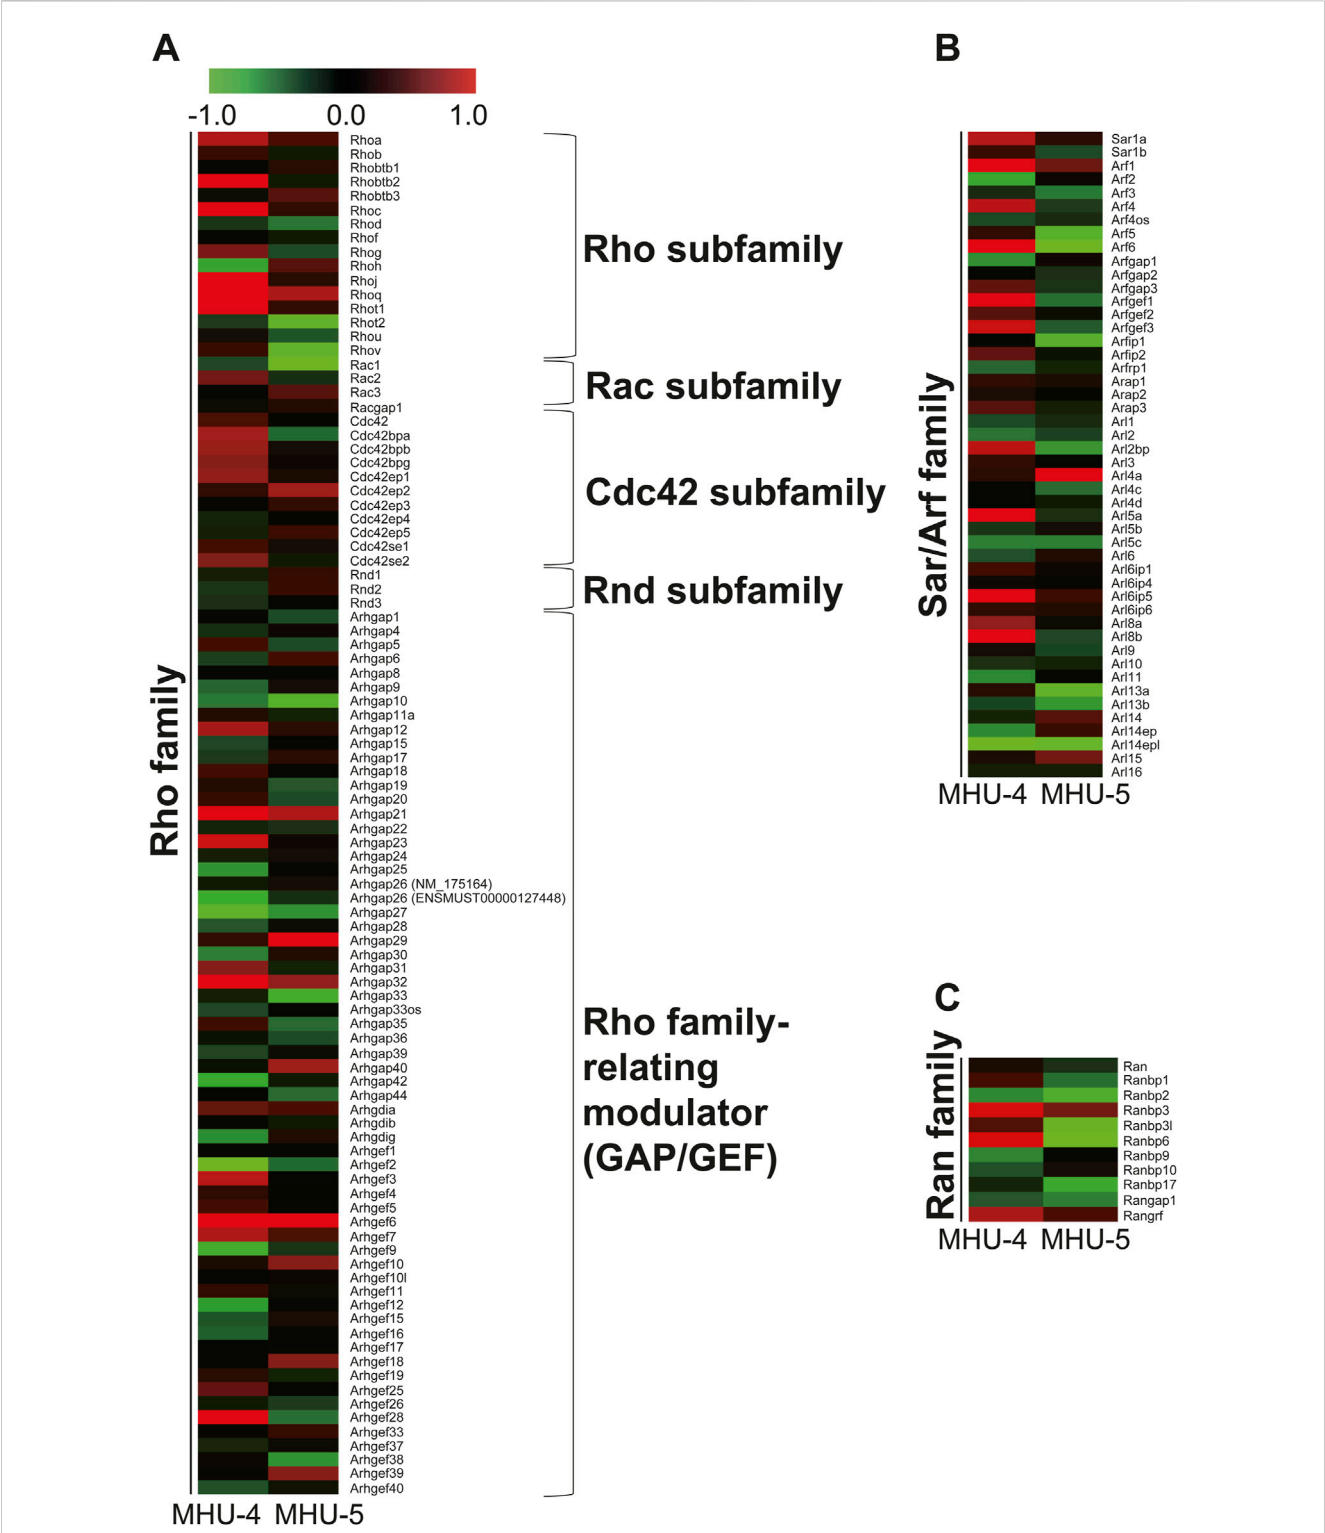 A
-1.0 0.0 1.0
Rhoa
Rhob
Rhobtb1
Rhobtb2
Rhobtb3
Rhoc
Rhod
Rhof
Rhog
Rhoh
Rhoj
Rhoq
Rhot1
Rhot2
Rhou
Rhov
Rac1
Rac2
Rac3
Racgap1
Cdc42
Cdc42bpa
Cdc42bpb
Cdc42bpg
Cdc42ep1
Cdc42ep2
Cdc42ep3
Cdc42ep4
Cdc42ep5
Cdc42se1
Cdc42se2
Rnd1
Rnd2
Rnd3
Arhgap1
Arhgap4
Arhgap5
Arhgap6
Arhgap8
Arhgap9
Arhgap10
Arhgap11a
Arhgap12
Arhgap15
Arhgap17
Arhgap18
Arhgap19
Arhgap20
Arhgap21
Arhgap22
Arhgap23
Arhgap24
Arhgap25
Arhgap26 (NM_175164)
Arhgap26 (ENSMUST00000127448)
Arhgap27
Arhgap28
Arhgap29
Arhgap30
Arhgap31
Arhgap32
Arhgap33
Arhgap33os
Arhgap35
Arhgap36
Arhgap39
Arhgap40
Arhgap42
Arhgap44
Arhgdia
Arhgdib
Arhgdig
Arhgef1
Arhgef2
Arhgef3
Arhgef4
Arhgef5
Arhgef6
Arhgef7
Arhgef9
Arhgef10
Arhgef10l
Arhgef11
Arhgef12
Arhgef15
Arhgef16
Arhgef17
Arhgef18
Arhgef19
Arhgef25
Arhgef26
Arhgef28
Arhgef33
Arhgef37
Arhgef38
Arhgef39
Arhgef40
Rho family
MHU-4 MHU-5
Rho subfamily
Rac subfamily
Cdc42 subfamily
Rnd subfamily
Rho family-
relating
modulator
(GAP/GEF)
B
Sar1a
Sar1b
Arf1
Arf2
Arf3
Arf4
Arf4os
Arf5
Arf6
Arfgap1
Arfgap2
Arfgap3
Arfgef1
Arfgef2
Arfgef3
Arfip1
Arfip2
Arfrp1
Arap1
Arap2
Arap3
Arl1
Arl2
Arl2bp
Arl3
Arl4a
Arl4c
Arl4d
Arl5a
Arl5b
Arl5c
Arl6
Arl6ip1
Arl6ip4
Arl6ip5
Arl6ip6
Arl8a
Arl8b
Arl9
Arl10
Arl11
Arl13a
Arl13b
Arl14
Arl14ep
Arl14epl
Arl15
Arl16
Sar/Arf family
MHU-4 MHU-5
C
Ran
Ranbp1
Ranbp2
Ranbp3
Ranbp3l
Ranbp6
Ranbp9
Ranbp10
Ranbp17
Rangap1
Rangrf
Ran family
MHU-4 MHU-5